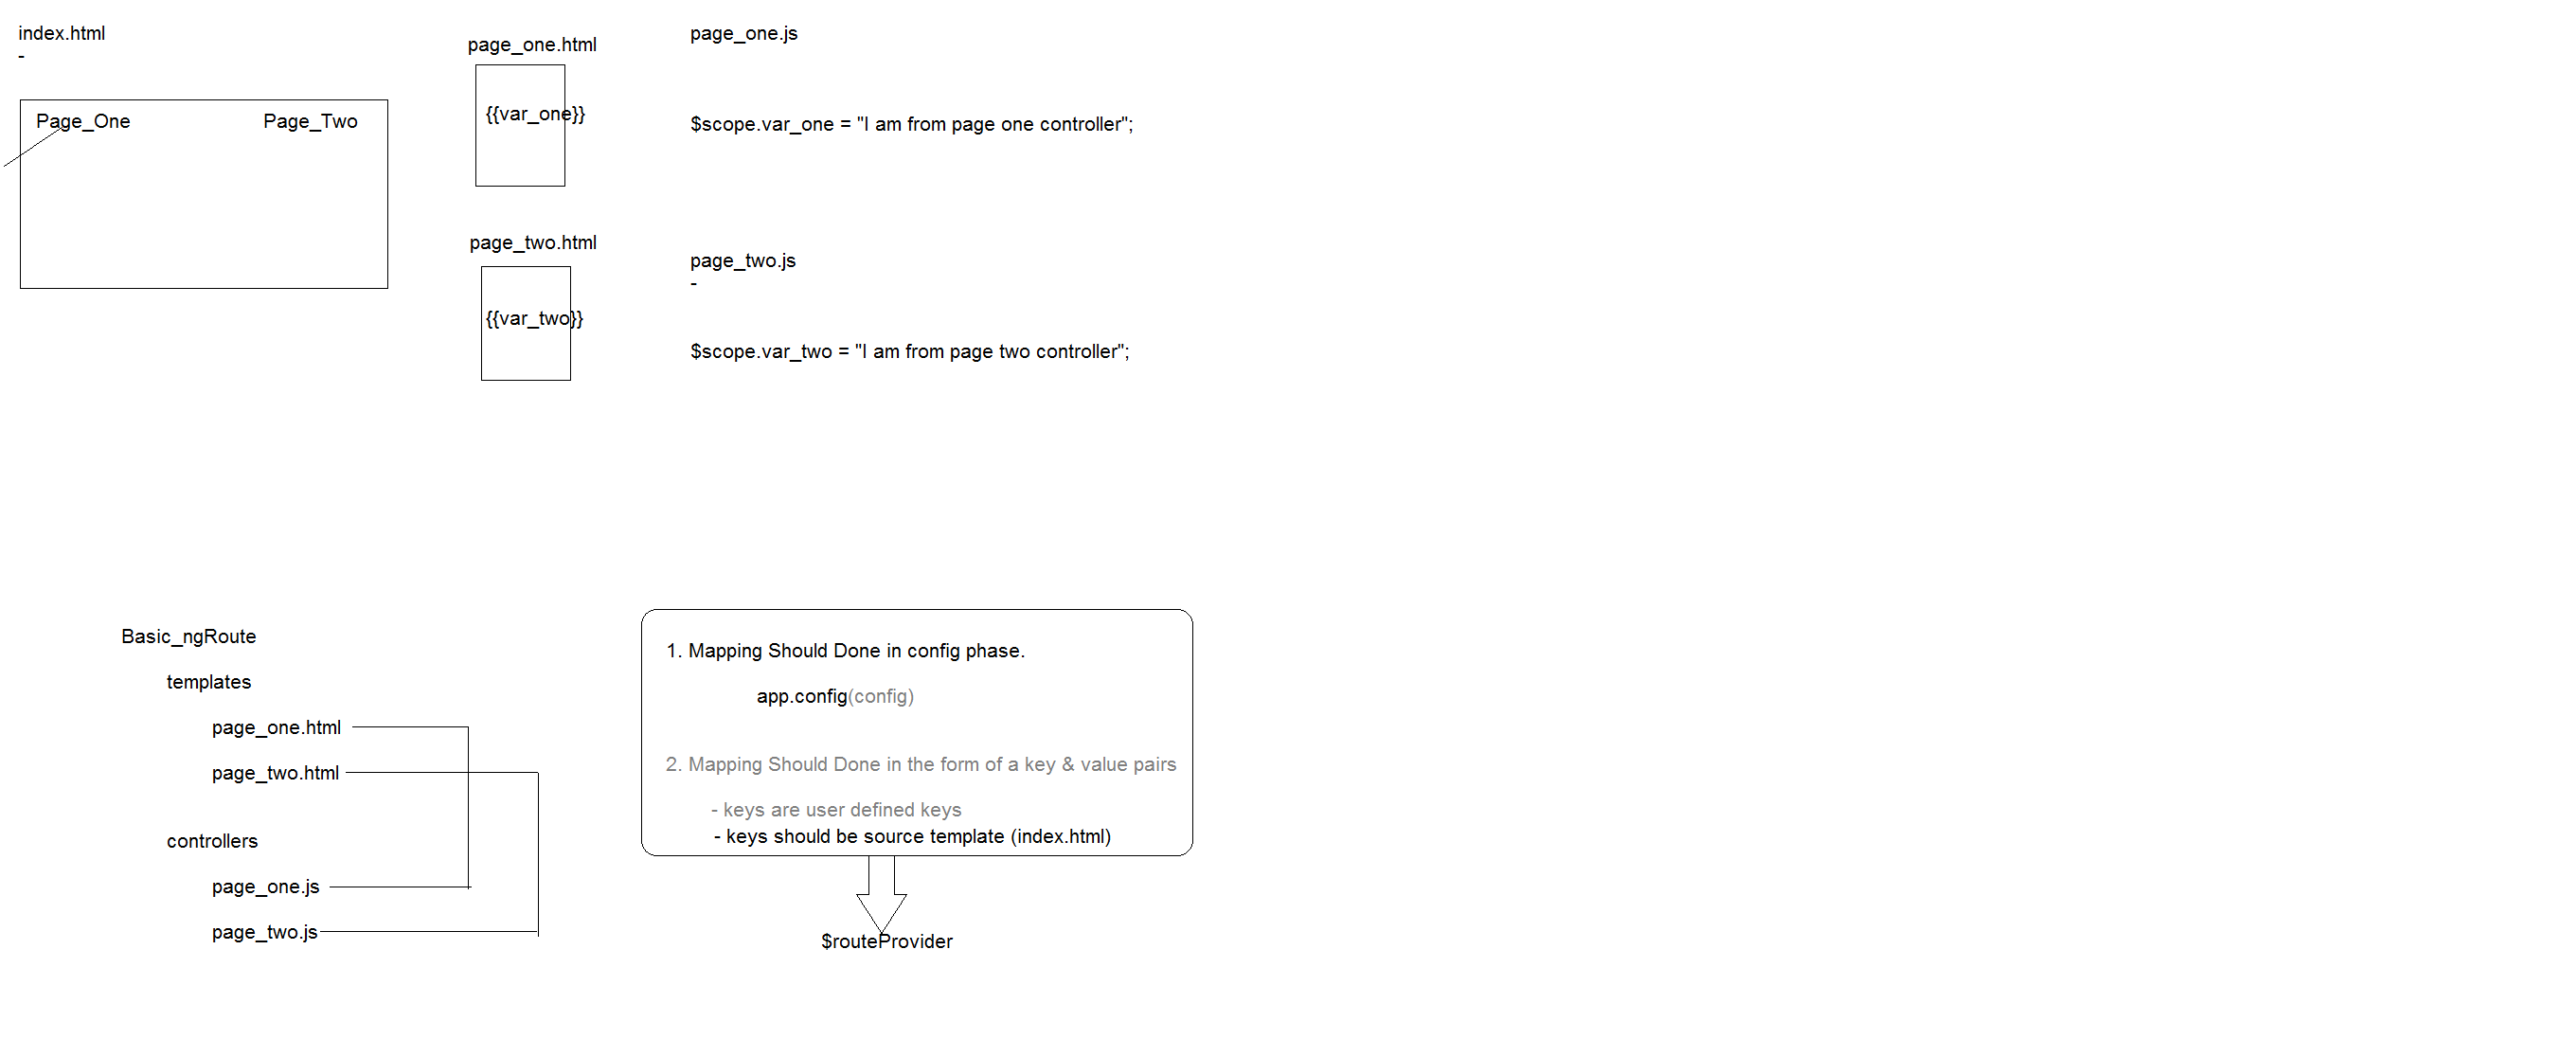 index.html
-
Page_One
Page_Two
page_one.html
{{var_one}}
page_two.html
{{var_two}}
page_one.js
$scope.var_one = "I am from page one controller";
page_two.js
-
$scope.var_two = "I am from page two controller";
Basic_ngRoute
templates
page_one.html
page_two.html
controllers
page_one.js
page_two.js
1. Mapping Should Done in config phase.
app.config(config)
2. Mapping Should Done in the form of a key & value pairs
- keys are user defined keys
- keys should be source template (index.html)
$routeProvider